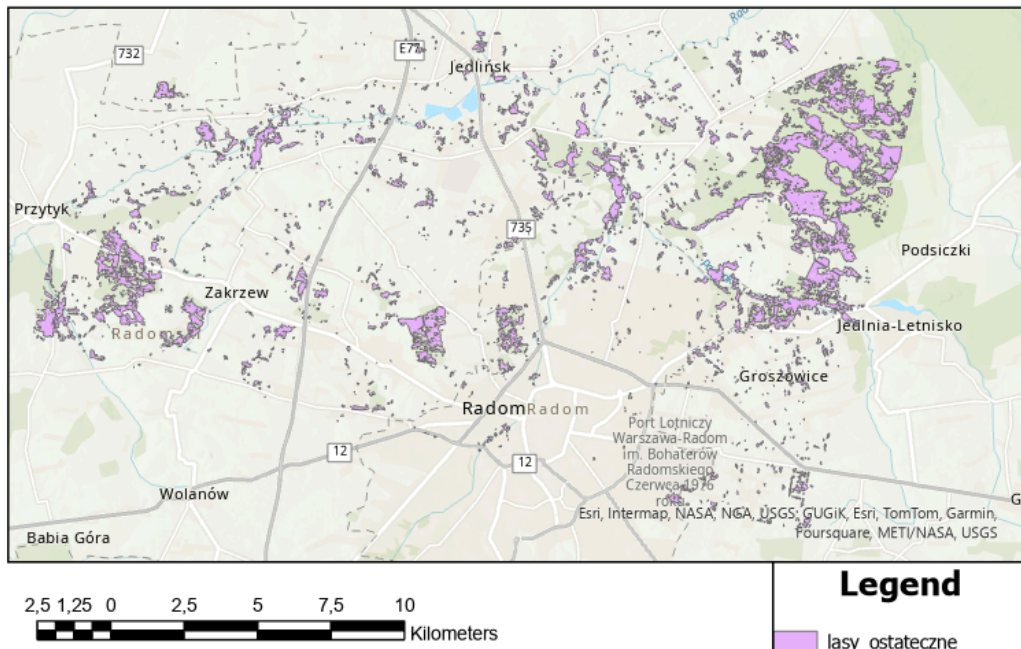 732
E77
Jedlińsk
Przytyk
735
Podsiczki
Zakrzew
Jedlnia-Letnisko
Groszowice
Radom Radom
Port Lotniczy
Warszawa-Radom
im. Bohaterów
Radomskiego
Czerwca 1976
roku
12
12
Wolanów
Babia Góra
G
Esri, Intermap, NASA, NGA, USGS; GUGiK, Esri, TomTom, Garmin,
Foursquare, METI/NASA, USGS
2,5 1,25 0 2,5 5 7,5 10
Kilometers
Legend
lasy_ostateczne